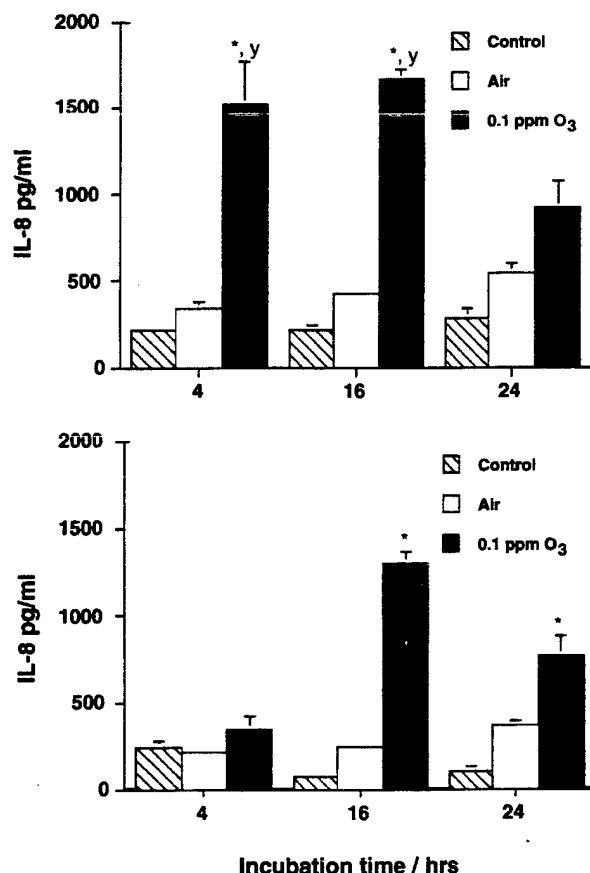 2000
1500
1000
500
0
IL-8 pg/ml
*, y
*, y
Control
Air
0.1 ppm O3
4
16
24
2000
1500
1000
500
0
IL-8 pg/ml
*
*
Control
Air
0.1 ppm O3
4
16
24
Incubation time / hrs